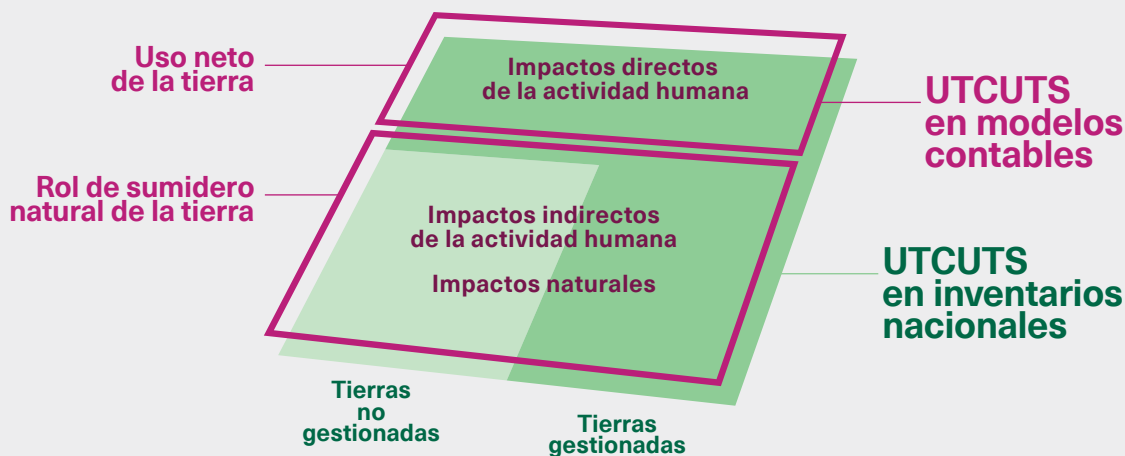 Uso neto
de la tierra
Impactos directos
de la actividad humana
UTCUTS
en modelos
contables
Rol de sumidero
natural de la tierra
Impactos indirectos
de la actividad humana
Impactos naturales
UTCUTS
en inventarios
nacionales
Tierras
no
gestionadas
Tierras
gestionadas